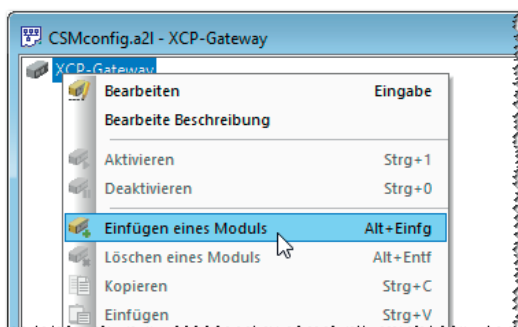 CSMconfig.a2l - XCP-Gateway
XCP-Gateway
Bearbeiten Eingabe
Bearbeite Beschreibung
Aktivieren Strg+1
Deaktivieren Strg+0
Einfügen eines Moduls Alt+Einfg
Löschen eines Moduls Alt+Entf
Kopieren Strg+C
Einfügen Strg+V